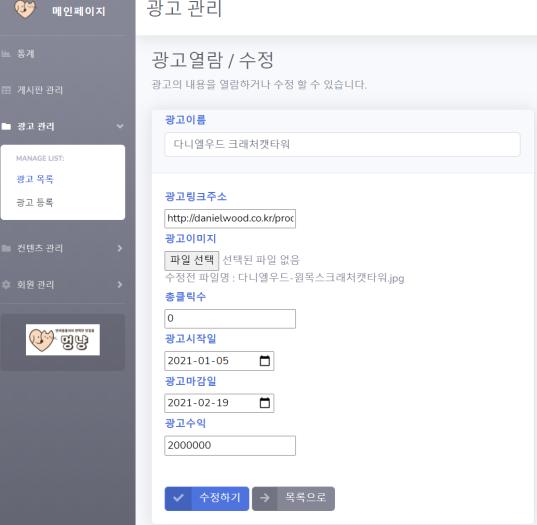 메인페이지
통계
게시판 관리
광고 관리
MANAGE LIST:
광고 목록
광고 등록
컨텐츠 관리
회원 관리
멍냥
광고 관리
광고열람 / 수정
광고의 내용을 열람하거나 수정 할 수 있습니다.
광고이름
다니엘우드 크래처캣타워
광고링크주소
http://danielwood.co.kr/proc
광고이미지
파일 선택 선택된 파일 없음
수정전 파일명 : 다니엘우드-원목스크래처캣타워.jpg
총클릭수
0
광고시작일
2021-01-05
광고마감일
2021-02-19
광고수익
2000000
수정하기
목록으로